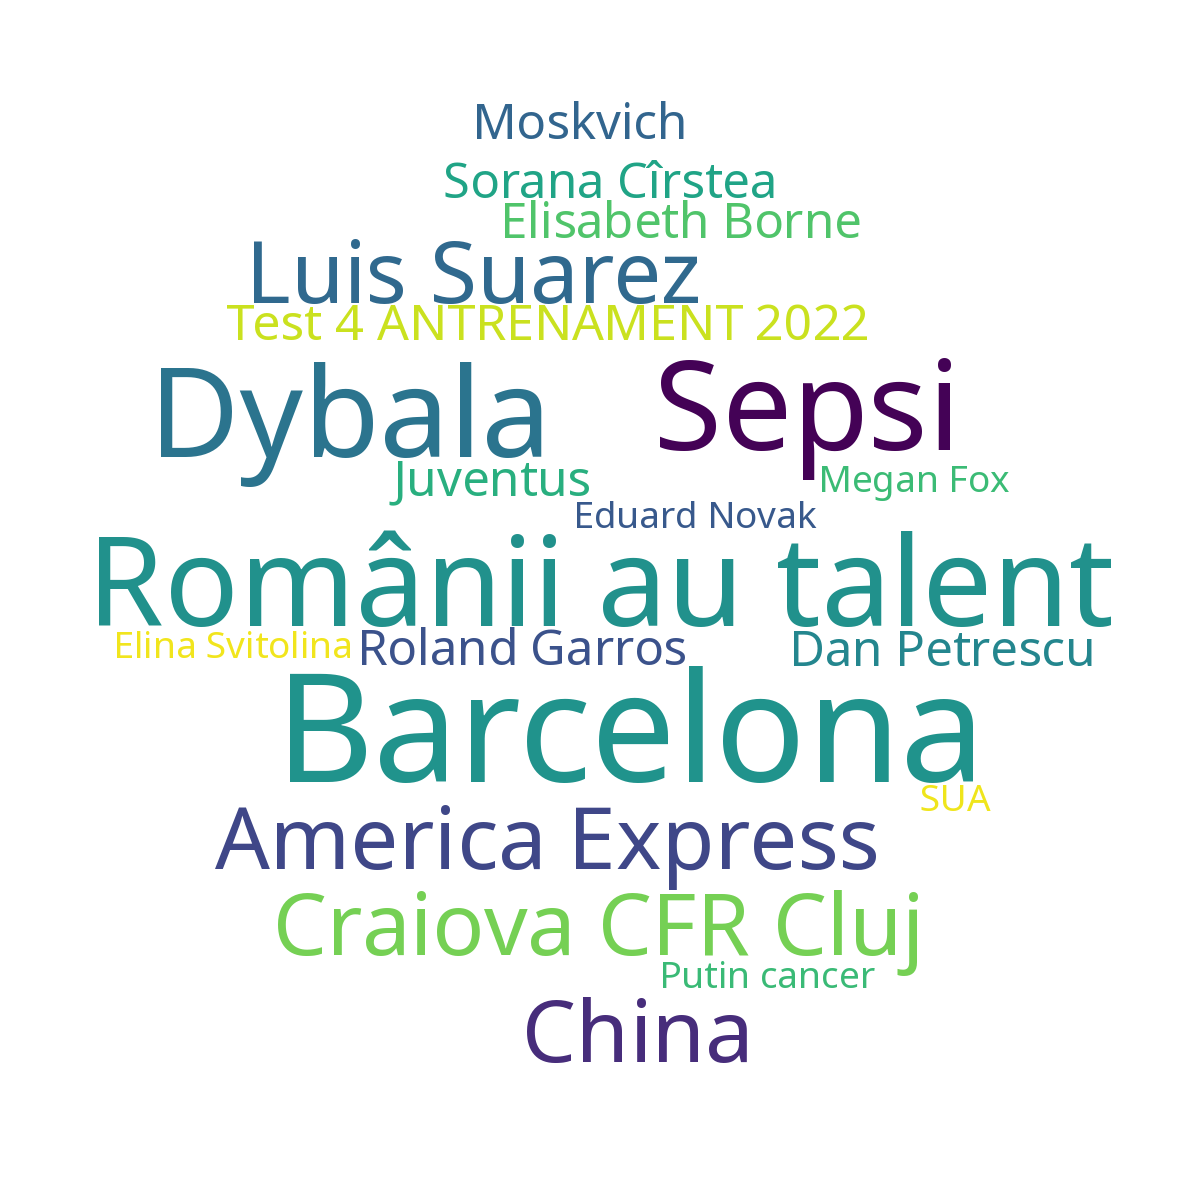 Moskvich
Sorana Cîrstea
Elisabeth Borne
Luis Suarez
Test 4 ANTRENAMENT 2022
Dybala
Sepsi
Juventus
Megan Fox
Eduard Novak
Românii au talent
Elina Svitolina
Roland Garros
Dan Petrescu
Barcelona
SUA
America Express
Craiova CFR Cluj
Putin cancer
China